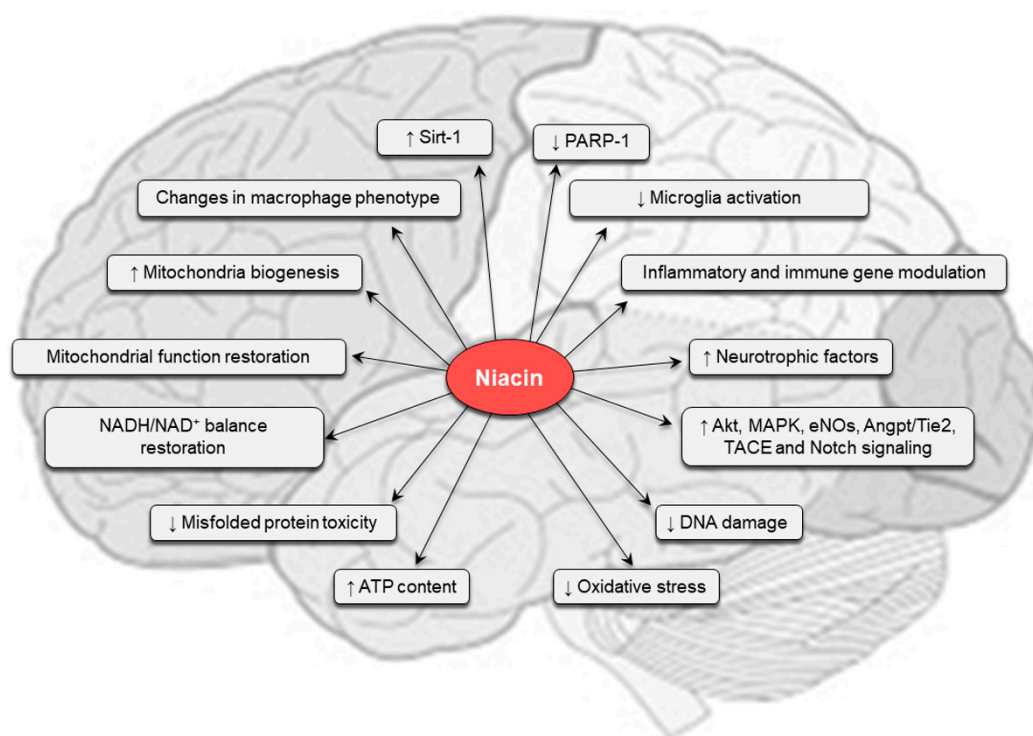 ↑ Sirt-1
↓ PARP-1
Changes in macrophage phenotype
↓ Microglia activation
↑ Mitochondria biogenesis
Inflammatory and immune gene modulation
Mitochondrial function restoration
Niacin
↑ Neurotrophic factors
NADH/NAD⁺ balance
restoration
↑ Akt, MAPK, eNOs, Angpt/Tie2,
TACE and Notch signaling
↓ Misfolded protein toxicity
↓ DNA damage
↑ ATP content
↓ Oxidative stress